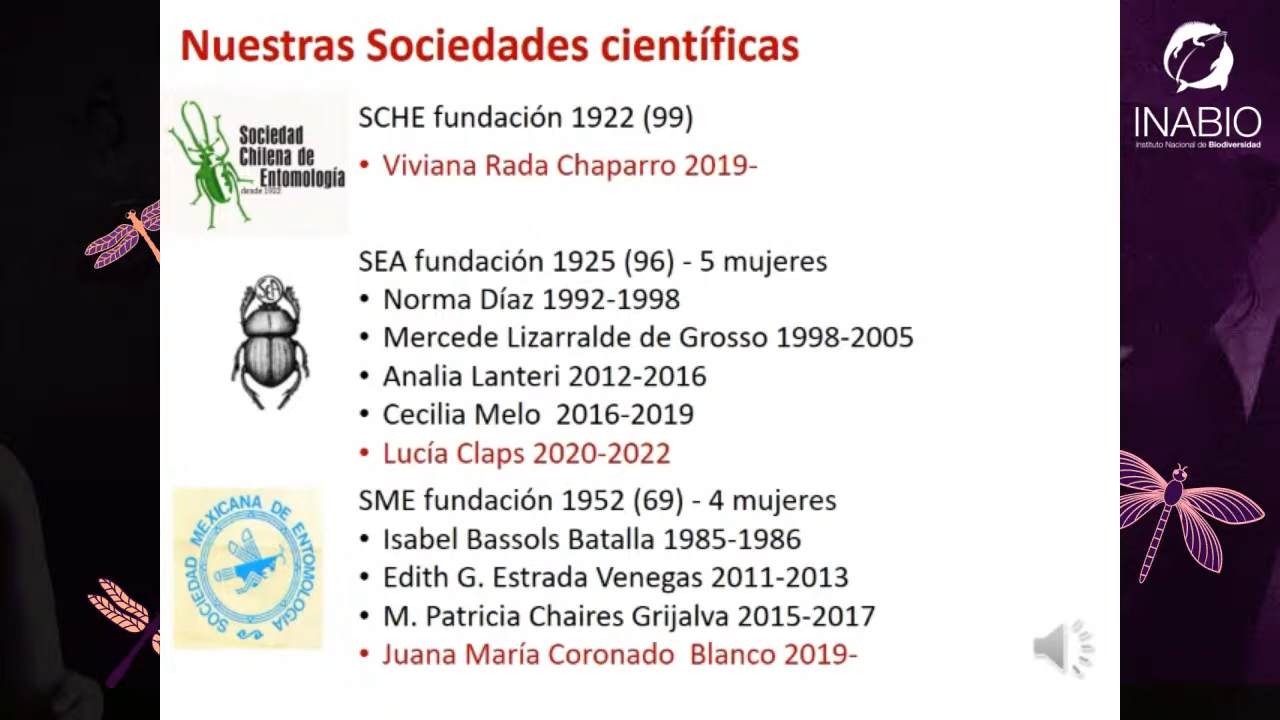 Nuestras Sociedades científicas
INABIO
Instituto Nacional de Biodiversidad
Sociedad
Chilena de
Entomología
desde 1922
SCHE fundación 1922 (99)
• Viviana Rada Chaparro 2019-
SEA
SEA fundación 1925 (96) - 5 mujeres
• Norma Díaz 1992-1998
• Mercede Lizarralde de Grosso 1998-2005
• Analia Lanteri 2012-2016
• Cecilia Melo 2016-2019
• Lucía Claps 2020-2022
SOCIEDAD MEXICANA DE ENTOMOLOGIA
SME fundación 1952 (69) - 4 mujeres
• Isabel Bassols Batalla 1985-1986
• Edith G. Estrada Venegas 2011-2013
• M. Patricia Chaires Grijalva 2015-2017
• Juana María Coronado Blanco 2019-